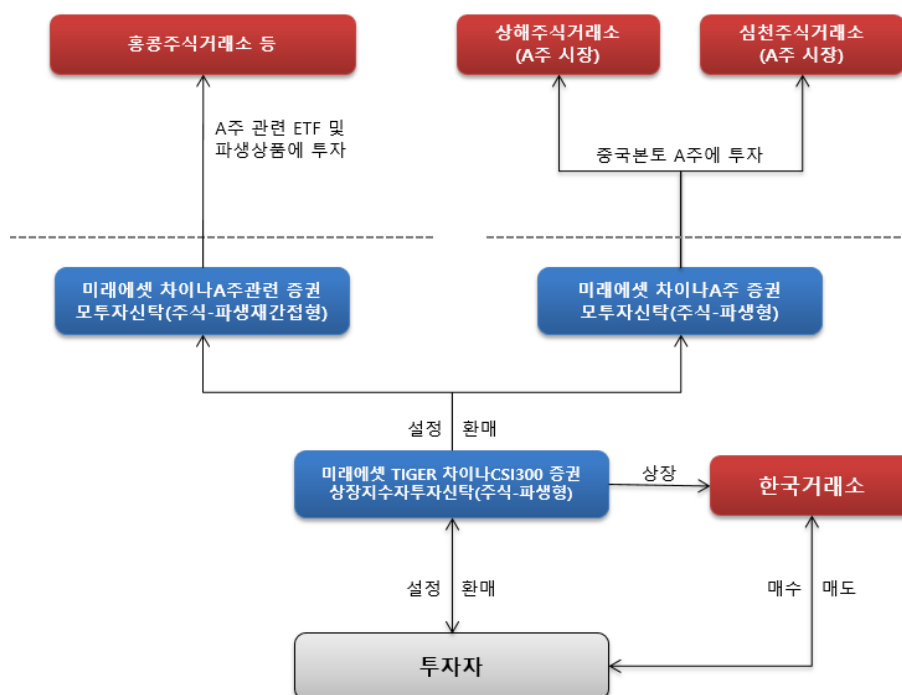 홍콩주식거래소 등
상해주식거래소
(A주 시장)
심천주식거래소
(A주 시장)
A주 관련 ETF 및
파생상품에 투자
중국본토 A주에 투자
미래에셋 차이나A주관련 증권
모투자신탁(주식-파생재간접형)
미래에셋 차이나A주 증권
모투자신탁(주식-파생형)
설정 환매
미래에셋 TIGER 차이나CSI300 증권
상장지수자투자신탁(주식-파생형)
상장
한국거래소
설정 환매
매수 매도
투자자